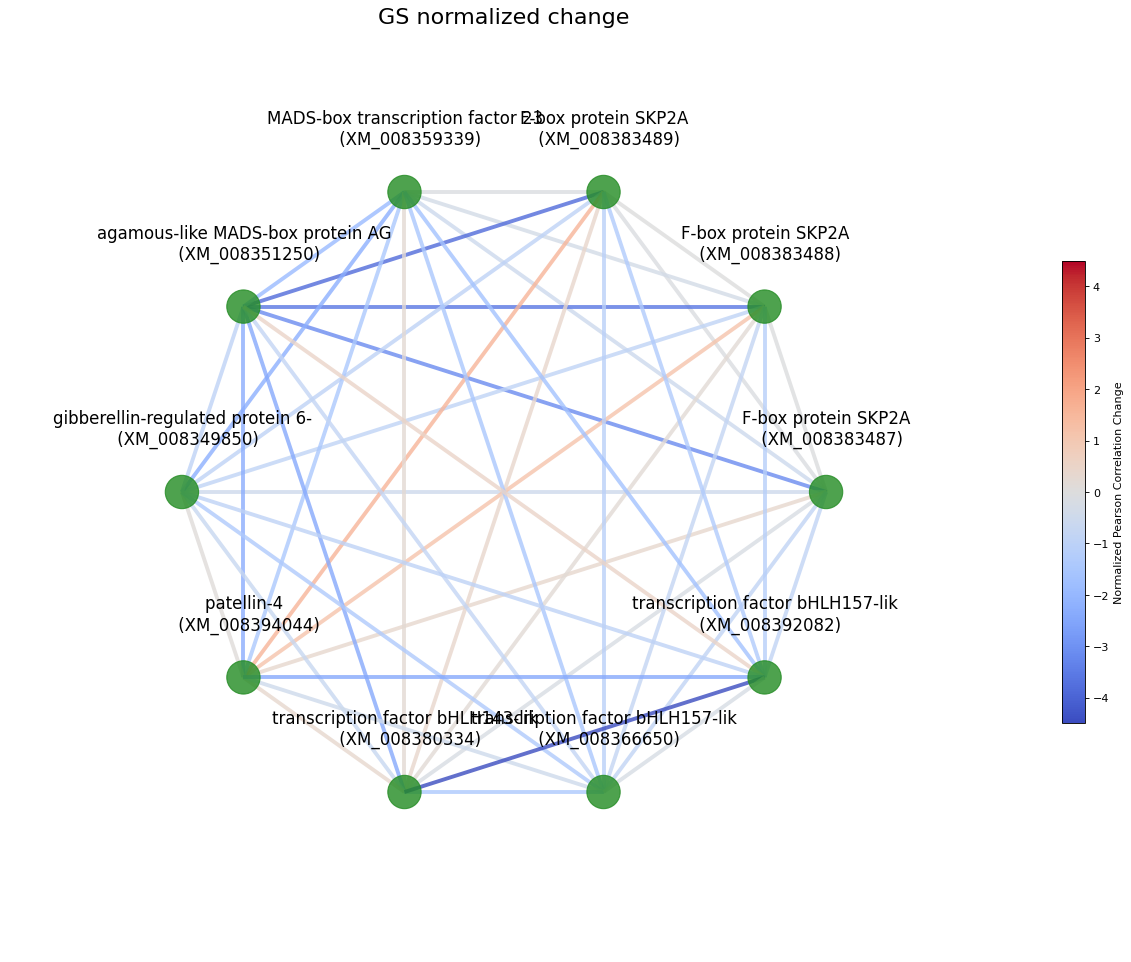 GS normalized change
MADS-box transcription factor 23
(XM_008359339)
F-box protein SKP2A
(XM_008383489)
agamous-like MADS-box protein AG
(XM_008351250)
F-box protein SKP2A
(XM_008383488)
gibberellin-regulated protein 6-
(XM_008349850)
F-box protein SKP2A
(XM_008383487)
patellin-4
(XM_008394044)
transcription factor bHLH157-lik
(XM_008392082)
transcription factor bHLH143-lik
(XM_008380334)
transcription factor bHLH157-lik
(XM_008366650)
4
3
2
1
0
−1
−2
−3
−4
Normalized Pearson Correlation Change